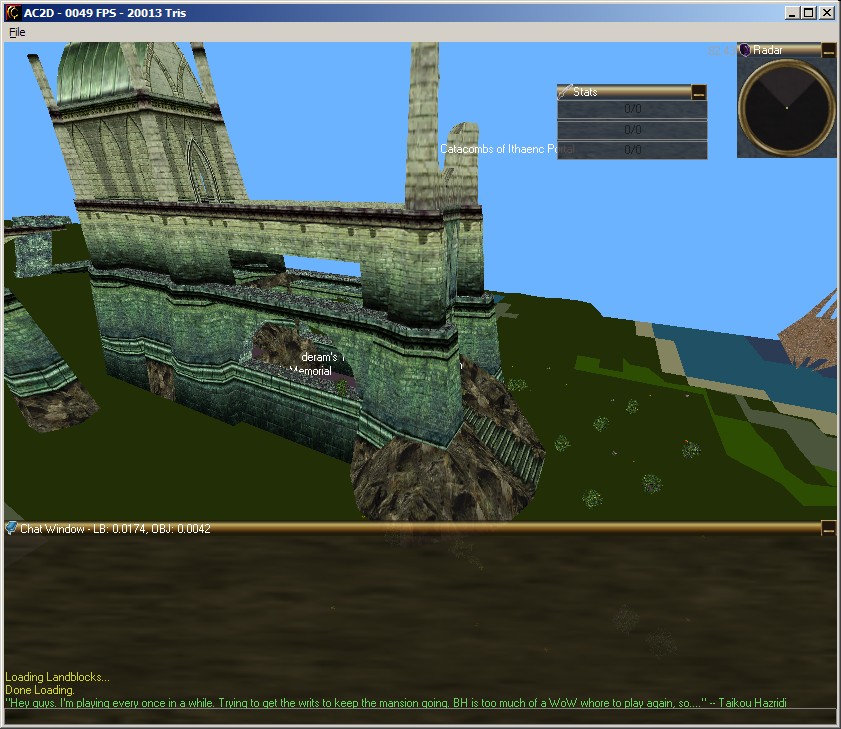 AC2D - 0049 FPS - 20013 Tris
File
Radar
Stats
0/0
0/0
0/0
Catacombs of Ithaenc
deram's
Memorial
Chat Window - LB: 0.0174, OBJ: 0.0042
Loading Landblocks...
Done Loading.
"Hey guys. I'm playing every once in a while. Trying to get the writs to keep the mansion going. BH is too much of a WoW whore to play again, so...." -- Taikou Hazridi